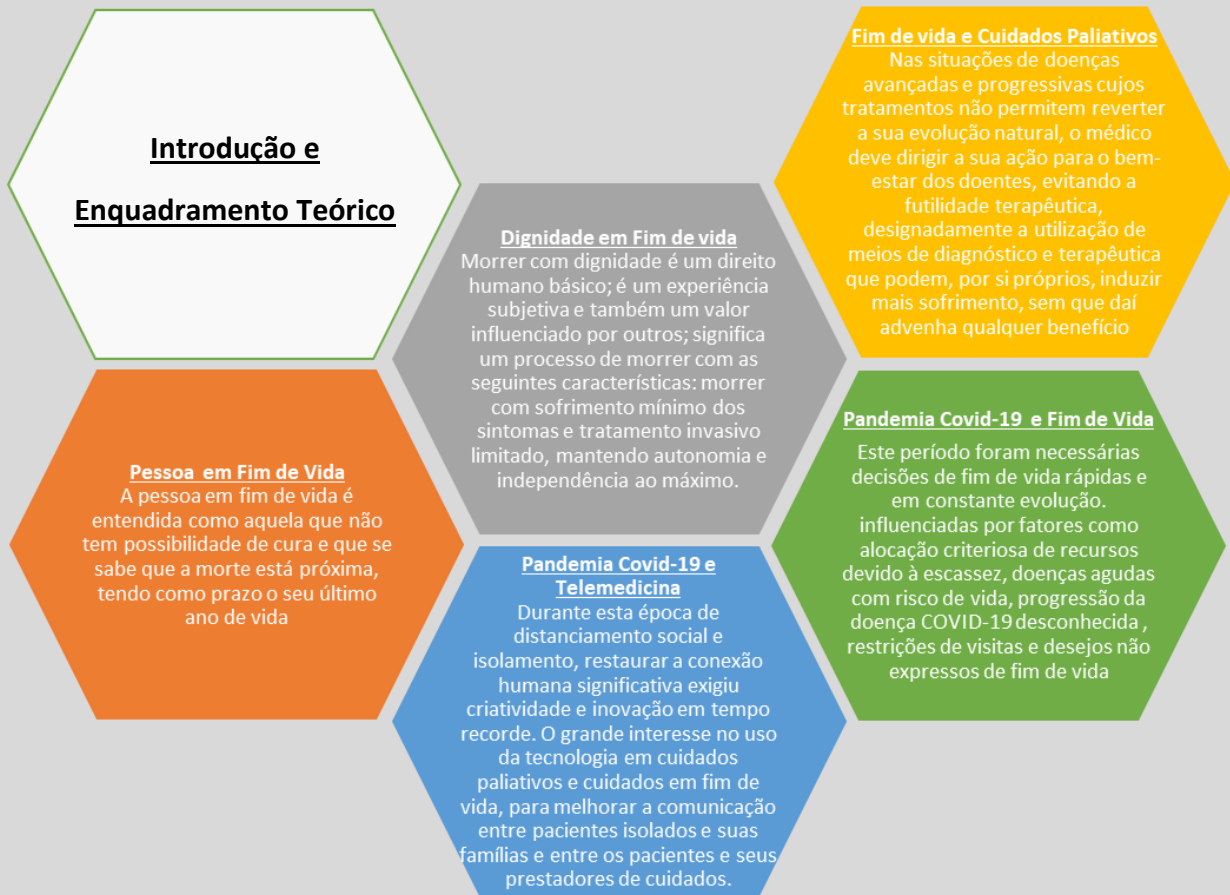 Introdução e
Enquadramento Teórico
Fim de vida e Cuidados Paliativos
Nas situações de doenças
avançadas e progressivas cujos
tratamentos não permitem reverter
a sua evolução natural, o médico
deve dirigir a sua ação para o bem-
estar dos doentes, evitando a
futilidade terapêutica,
designadamente a utilização de
meios de diagnóstico e terapêutica
que podem, por si próprios, induzir
mais sofrimento, sem que daí
advenha qualquer benefício
Dignidade em Fim de vida
Morrer com dignidade é um direito
humano básico; é um experiência
subjetiva e também um valor
influenciado por outros; significa
um processo de morrer com as
seguintes características: morrer
com sofrimento mínimo dos
sintomas e tratamento invasivo
limitado, mantendo autonomia e
independência ao máximo.
Pessoa em Fim de Vida
A pessoa em fim de vida é
entendida como aquela que não
tem possibilidade de cura e que se
sabe que a morte está próxima,
tendo como prazo o seu último
ano de vida
Pandemia Covid-19 e Fim de Vida
Este período foram necessárias
decisões de fim de vida rápidas e
em constante evolução.
influenciadas por fatores como
alocação criteriosa de recursos
devido à escassez, doenças agudas
com risco de vida, progressão da
doença COVID-19 desconhecida ,
restrições de visitas e desejos não
expressos de fim de vida
Pandemia Covid-19 e
Telemedicina
Durante esta época de
distanciamento social e
isolamento, restaurar a conexão
humana significativa exigiu
criatividade e inovação em tempo
recorde. O grande interesse no uso
da tecnologia em cuidados
paliativos e cuidados em fim de
vida, para melhorar a comunicação
entre pacientes isolados e suas
famílias e entre os pacientes e seus
prestadores de cuidados.